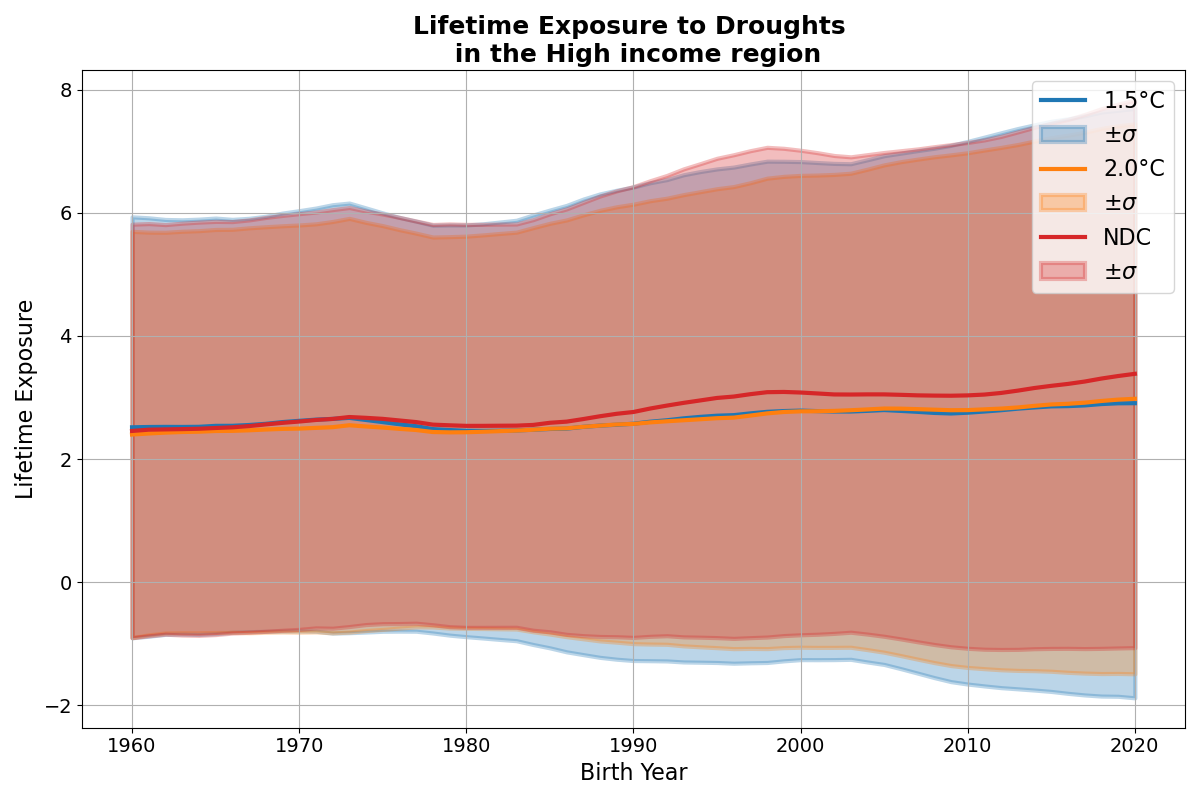 Lifetime Exposure to Droughts
in the High income region
8
6
4
2
0
−2
Lifetime Exposure
1960
1970
1980
1990
2000
2010
2020
Birth Year
1.5°C
±σ
2.0°C
±σ
NDC
±σ